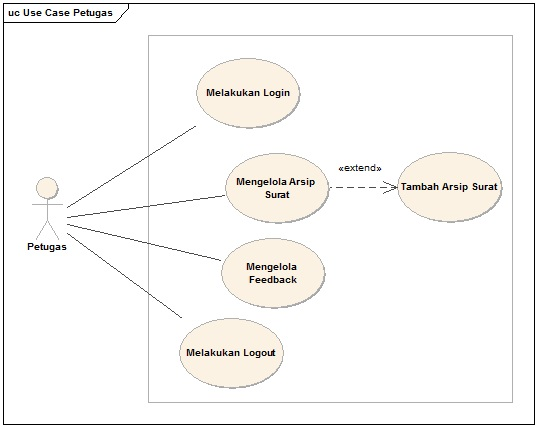 uc Use Case Petugas
Melakukan Login
Mengelola Arsip
Surat
«extend»
Tambah Arsip Surat
Petugas
Mengelola
Feedback
Melakukan Logout